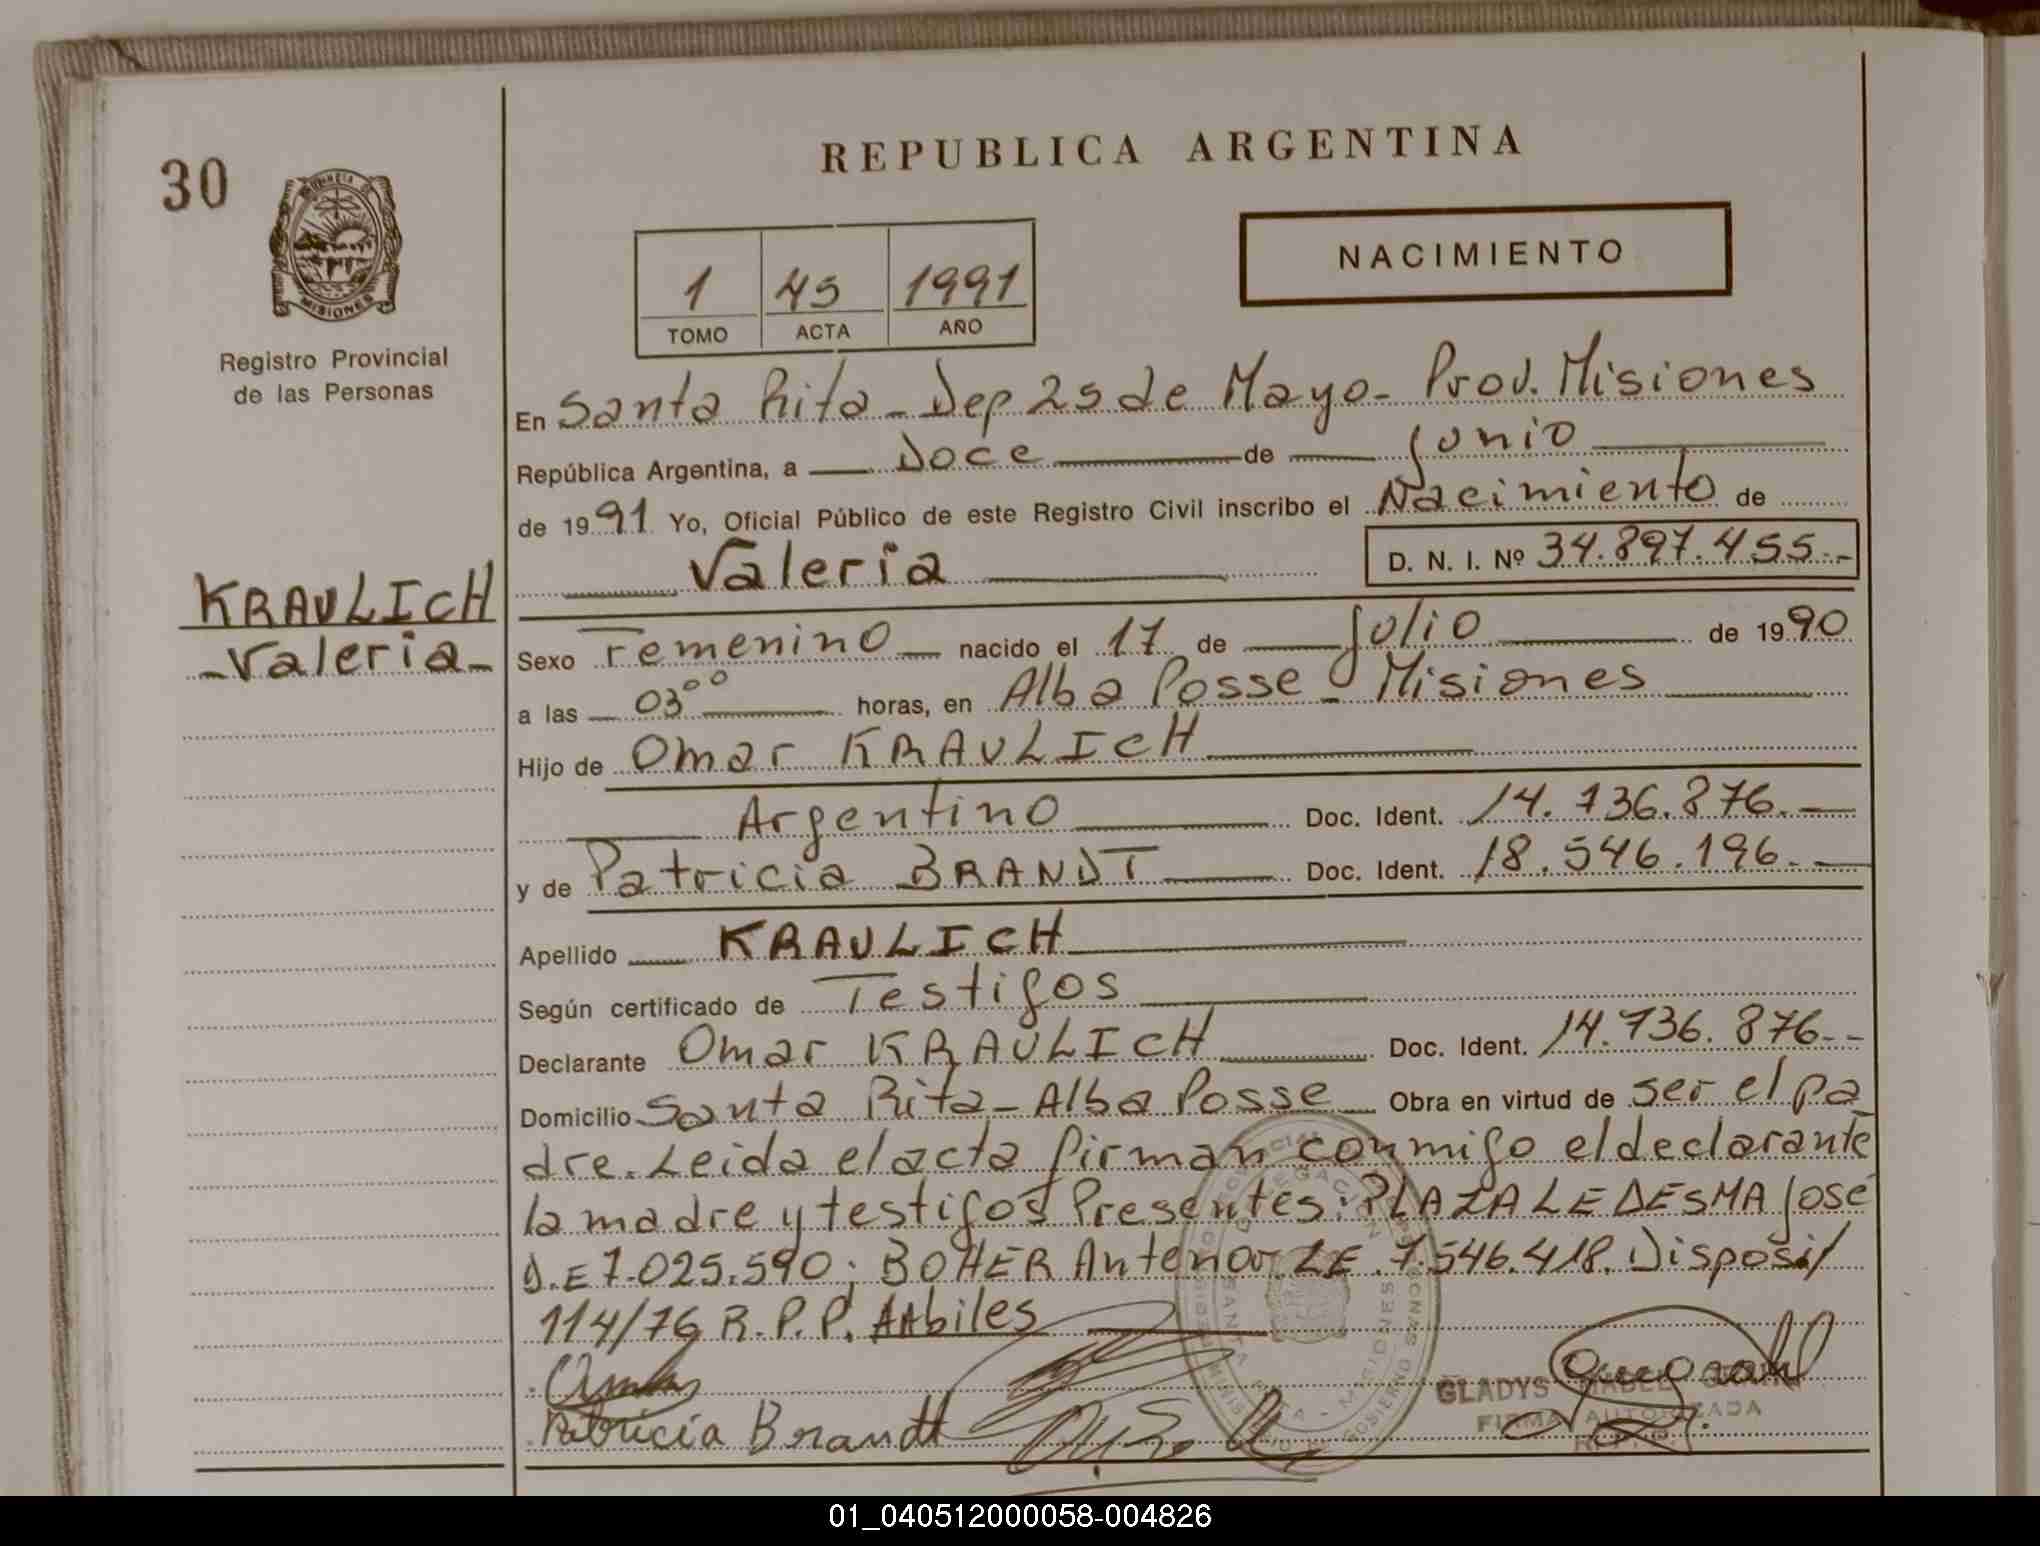 30
REPUBLICA ARGENTINA
MISIONES
Registro Provincial
de las Personas
1 45 1991
TOMO ACTA AÑO
NACIMIENTO
En Santa Rita - Dep 25 de Mayo - Prov. Misiones
República Argentina, a Doce de Junio
de 1991 Yo, Oficial Público de este Registro Civil inscribo el Nacimiento de
Valeria D. N. I. Nº 34.897.455.-
KRAULICH
-Valeria-
Sexo Femenino nacido el 17 de Julio de 1990
a las 03⁰⁰ horas, en Alba Posse - Misiones
Hijo de Omar KRAULICH
Argentino Doc. Ident. 14.736.876.-
y de Patricia BRANDT Doc. Ident. 18.546.196.-
Apellido KRAULICH
Según certificado de Testigos
Declarante Omar KRAULICH Doc. Ident. 14.736.876.-
Domicilio Santa Rita - Alba Posse Obra en virtud de ser el pa
dre. Leida el acta firman conmigo el declarante
la madre y testigos Presentes: PLAZA LEDESMA José
D.E 7.025.590; BOHER Antenor L.E. 7.546.418. Disposi/
114/76 R.P.P. HAbiles
Patricia Brandt
GLADYS MABEL
FIRMA AUTORIZADA
R.P.P.
01_040512000058-004826